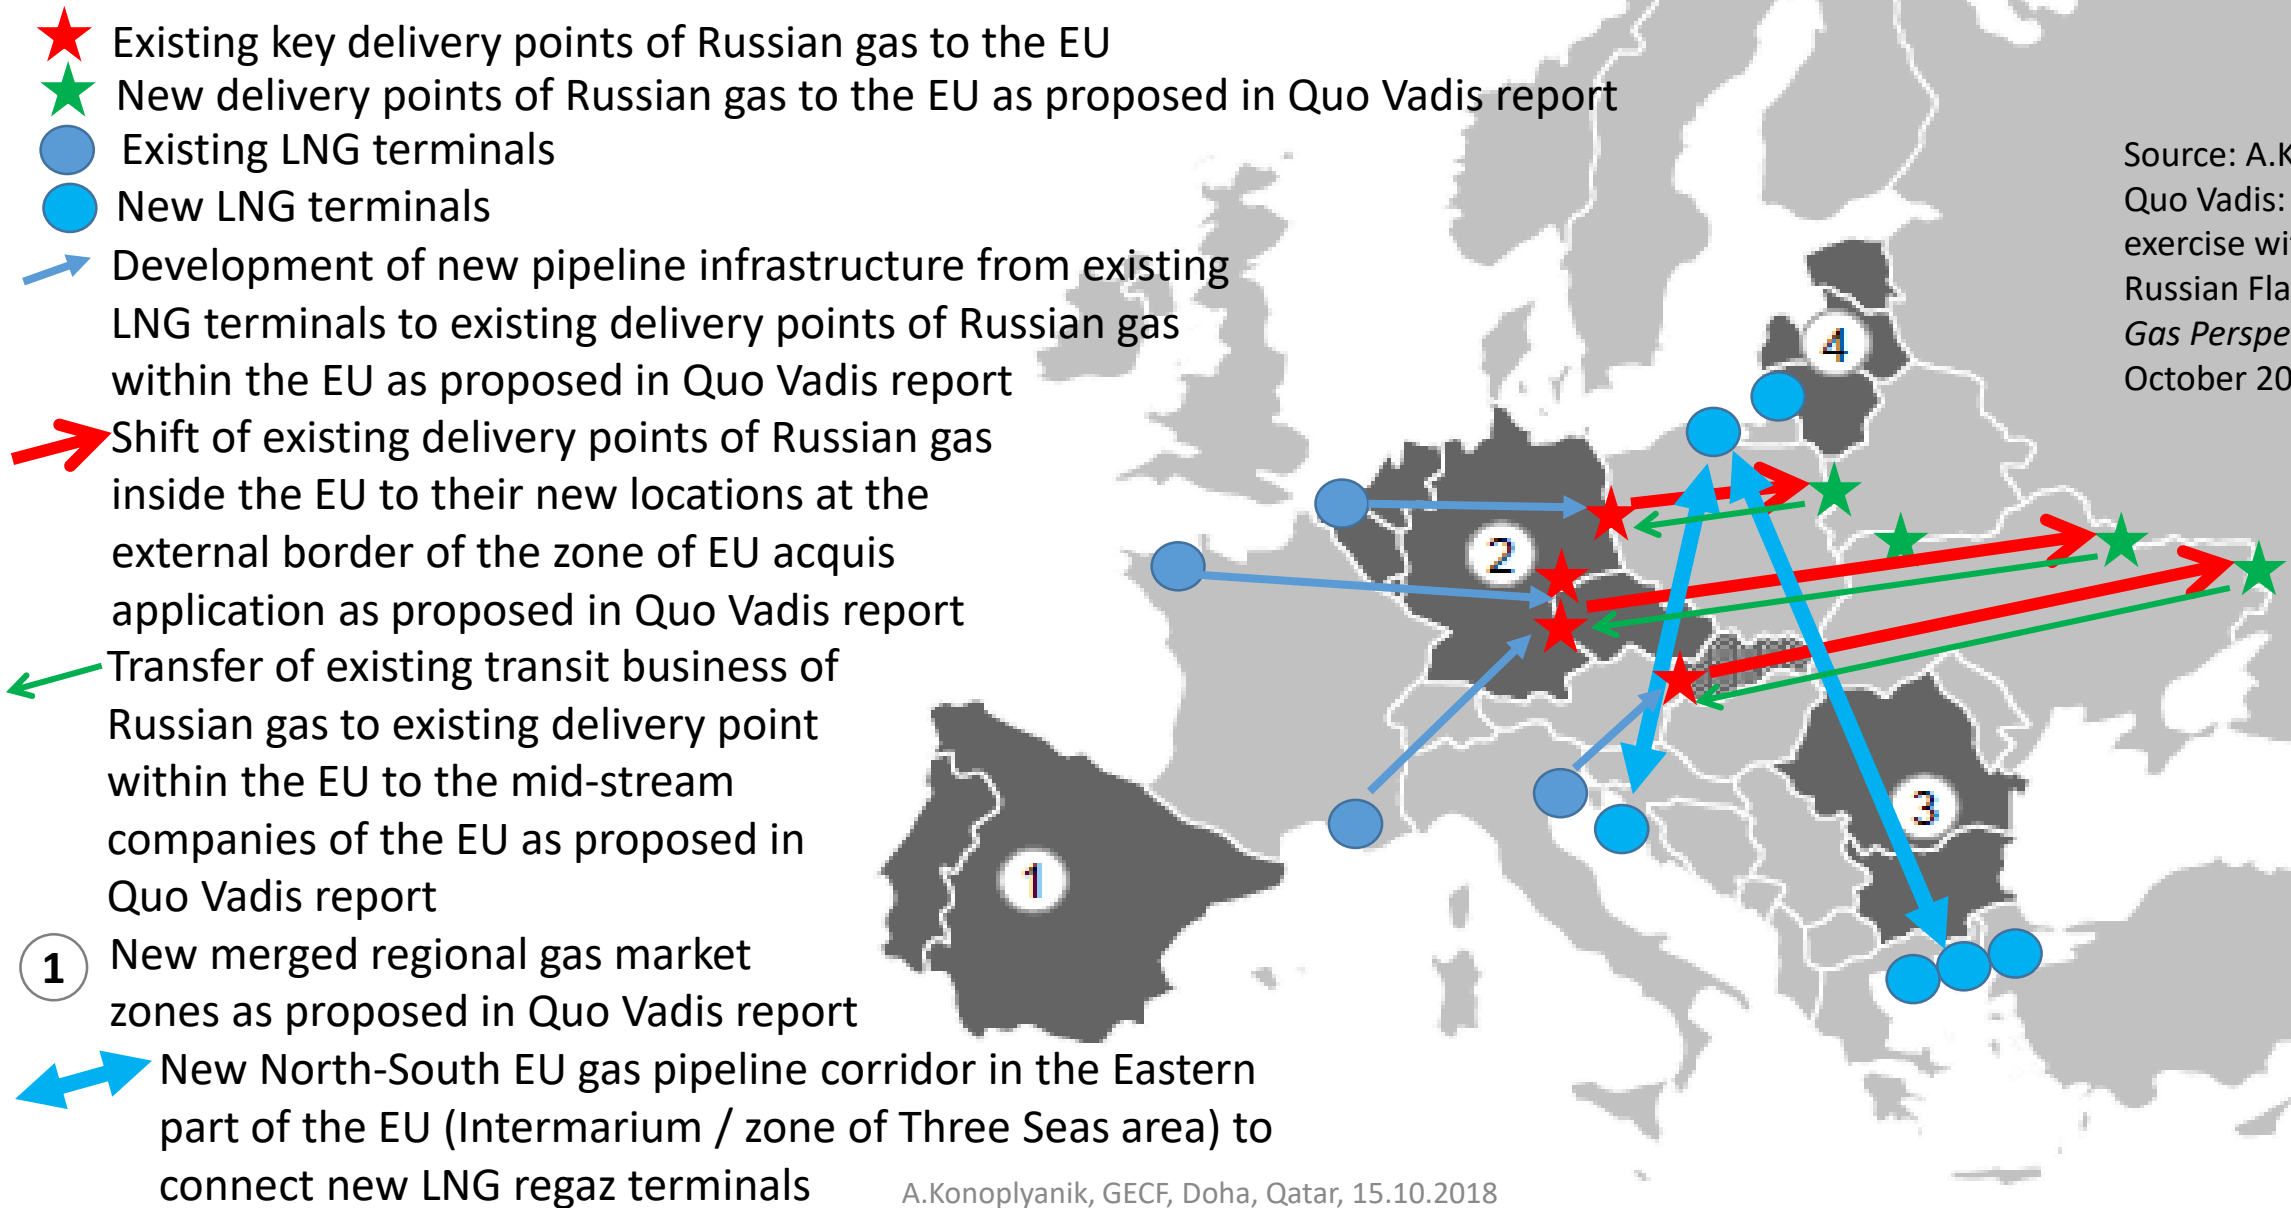 Existing key delivery points of Russian gas to the EU
New delivery points of Russian gas to the EU as proposed in Quo Vadis report
Existing LNG terminals
New LNG terminals
Development of new pipeline infrastructure from existing
LNG terminals to existing delivery points of Russian gas
within the EU as proposed in Quo Vadis report
Shift of existing delivery points of Russian gas
inside the EU to their new locations at the
external border of the zone of EU acquis
application as proposed in Quo Vadis report
Transfer of existing transit business of
Russian gas to existing delivery point
within the EU to the mid-stream
companies of the EU as proposed in
Quo Vadis report
1 New merged regional gas market
zones as proposed in Quo Vadis report
New North-South EU gas pipeline corridor in the Eastern
part of the EU (Intermarium / zone of Three Seas area) to
connect new LNG regaz terminals
Source: A.K
Quo Vadis:
exercise wi
Russian Fla
Gas Perspe
October 20
4
2
3
1
A.Konoplyanik, GECF, Doha, Qatar, 15.10.2018